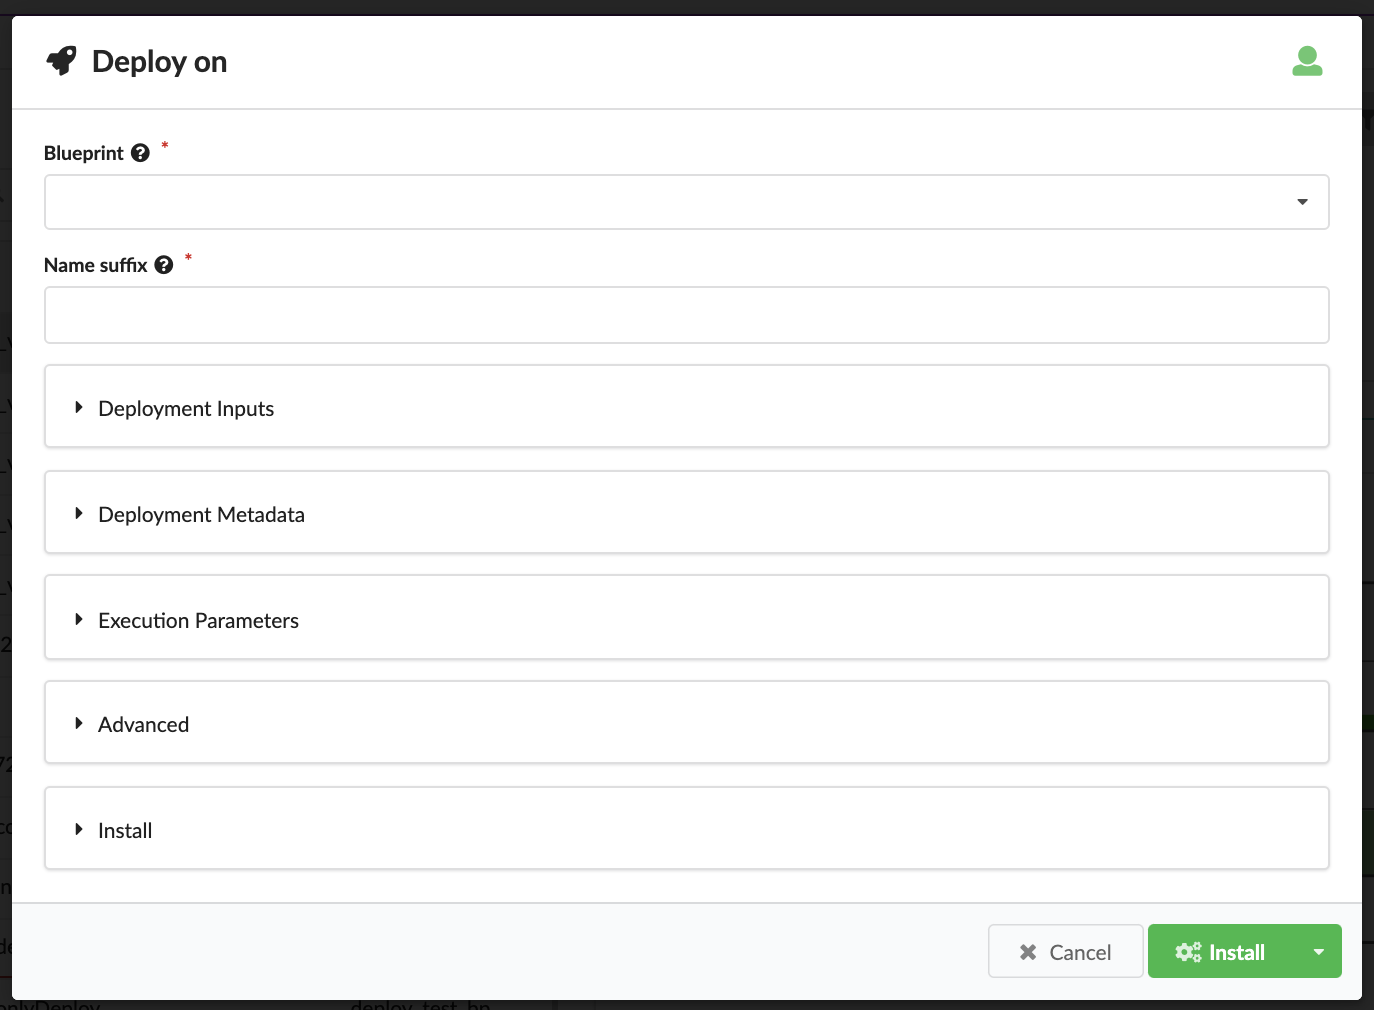 Deploy on
Blueprint *
Name suffix *
Deployment Inputs
Deployment Metadata
Execution Parameters
Advanced
Install
Cancel
Install